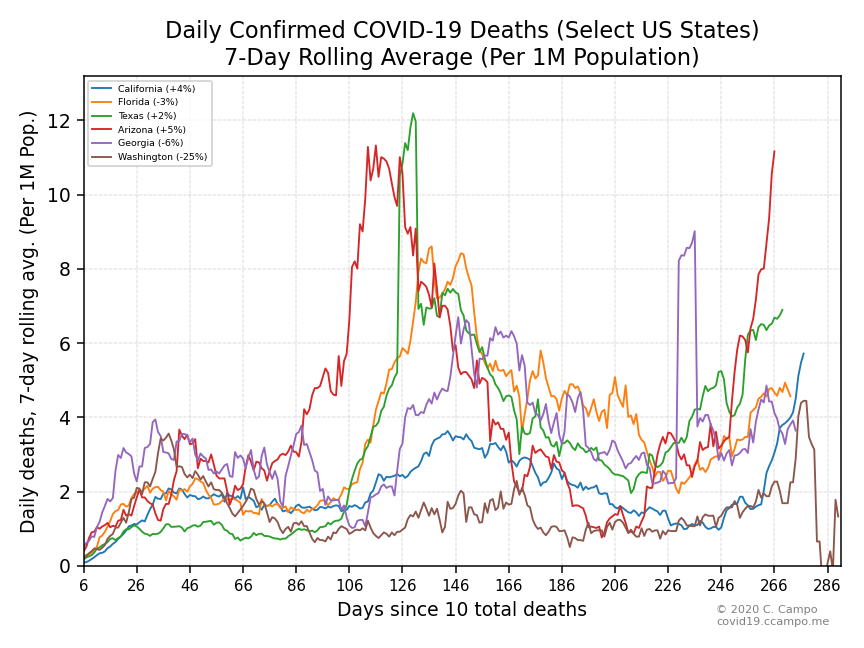 Daily Confirmed COVID-19 Deaths (Select US States)
7-Day Rolling Average (Per 1M Population)
California (+4%)
Florida (-3%)
Texas (+2%)
Arizona (+5%)
Georgia (-6%)
Washington (-25%)
Daily deaths, 7-day rolling avg. (Per 1M Pop.)
12
10
8
6
4
2
0
6 26 46 66 86 106 126 146 166 186 206 226 246 266 286
Days since 10 total deaths
© 2020 C. Campo
covid19.ccampo.me